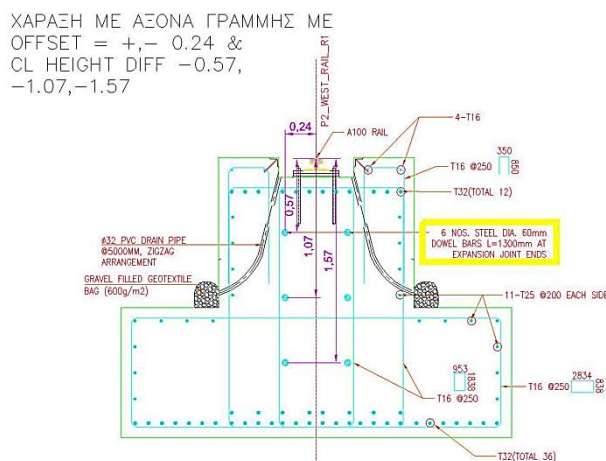 ΧΑΡΑΞΗ ΜΕ ΑΞΟΝΑ ΓΡΑΜΜΗΣ ΜΕ
OFFSET = +,- 0.24 &
CL HEIGHT DIFF -0.57,
-1.07,-1.57
P2_WEST_RAIL_R1
0,24
A100 RAIL
4-T16
350
850
T16 @250
T32(TOTAL 12)
0,57
1,07
1,57
6 NOS. STEEL DIA. 60mm
DOWEL BARS L=1300mm AT
EXPANSION JOINT ENDS
ø32 PVC DRAIN PIPE
@5000MM, ZIGZAG
ARRANGEMENT
GRAVEL FILLED GEOTEXTILE
BAG (600g/m2)
11-T25 @200 EACH SIDE
953
1838
T16 @250
2834
838
T16 @250
T32(TOTAL 36)